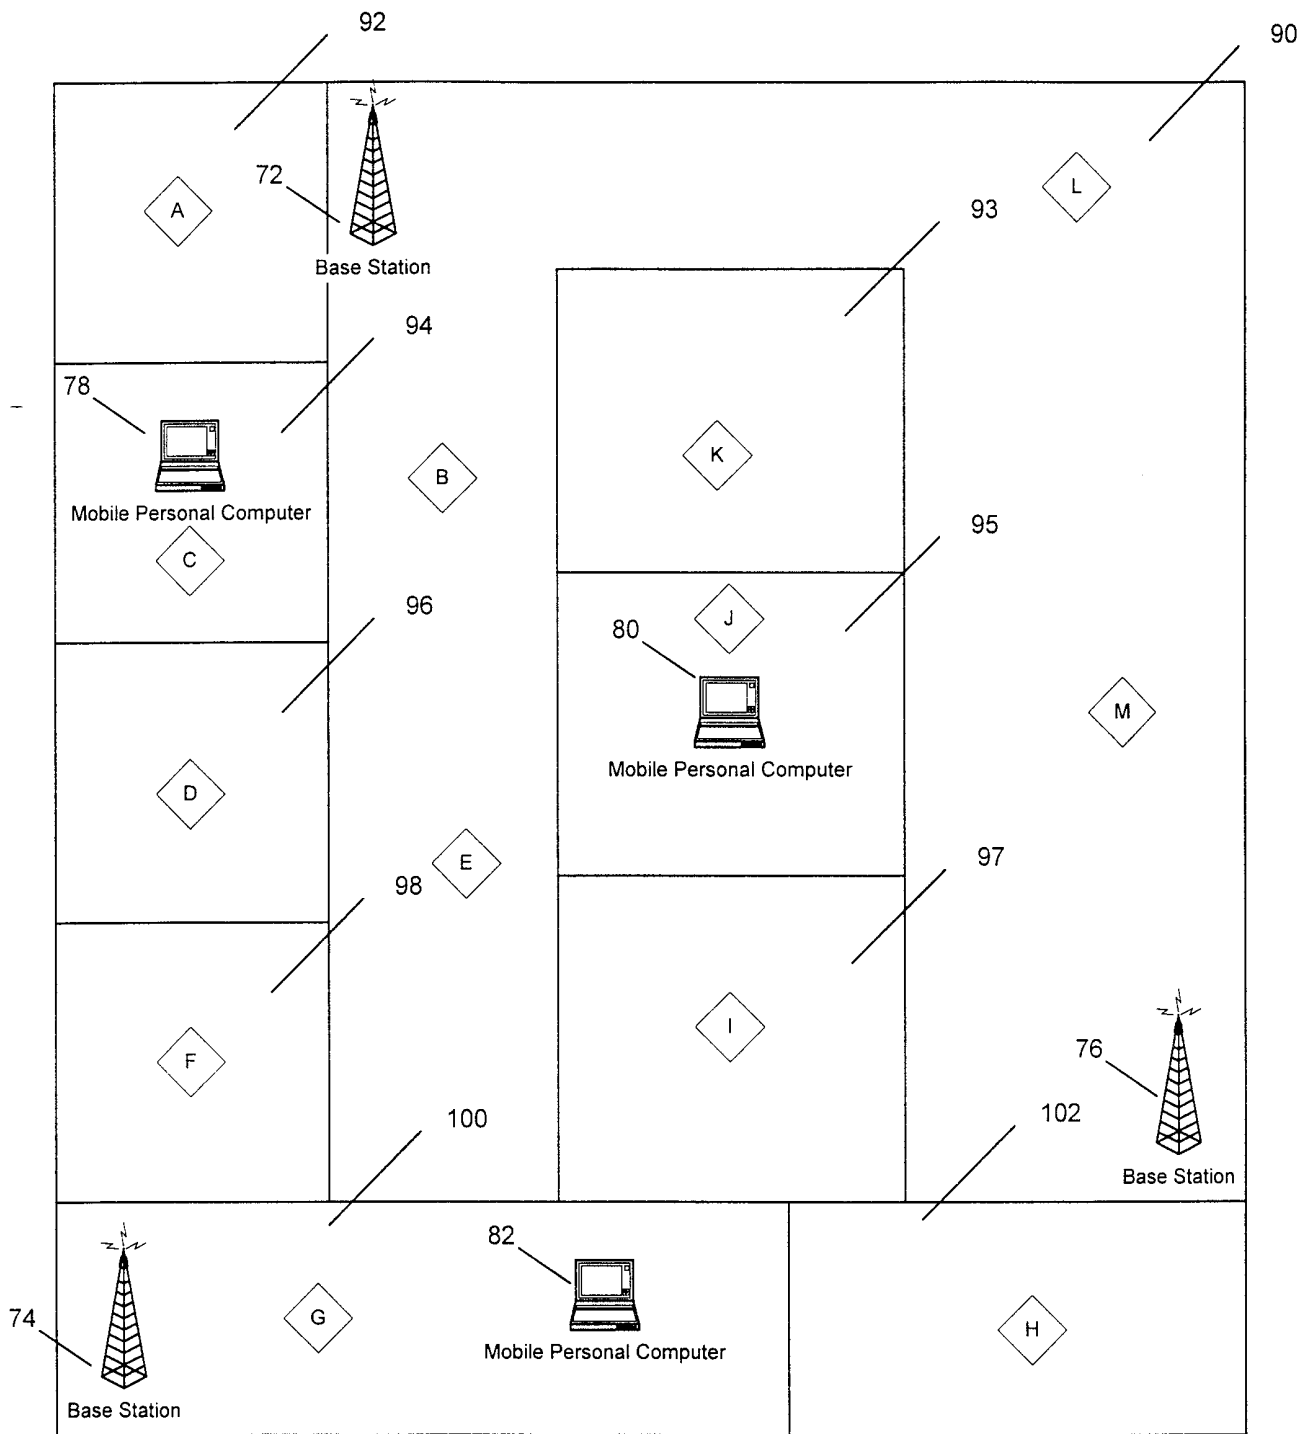 92
90
72
A
L
93
Base Station
94
78
B
K
Mobile Personal Computer
95
C
96
J
80
M
Mobile Personal Computer
D
E
97
98
I
F
76
100
102
Base Station
82
74
G
H
Mobile Personal Computer
Base Station